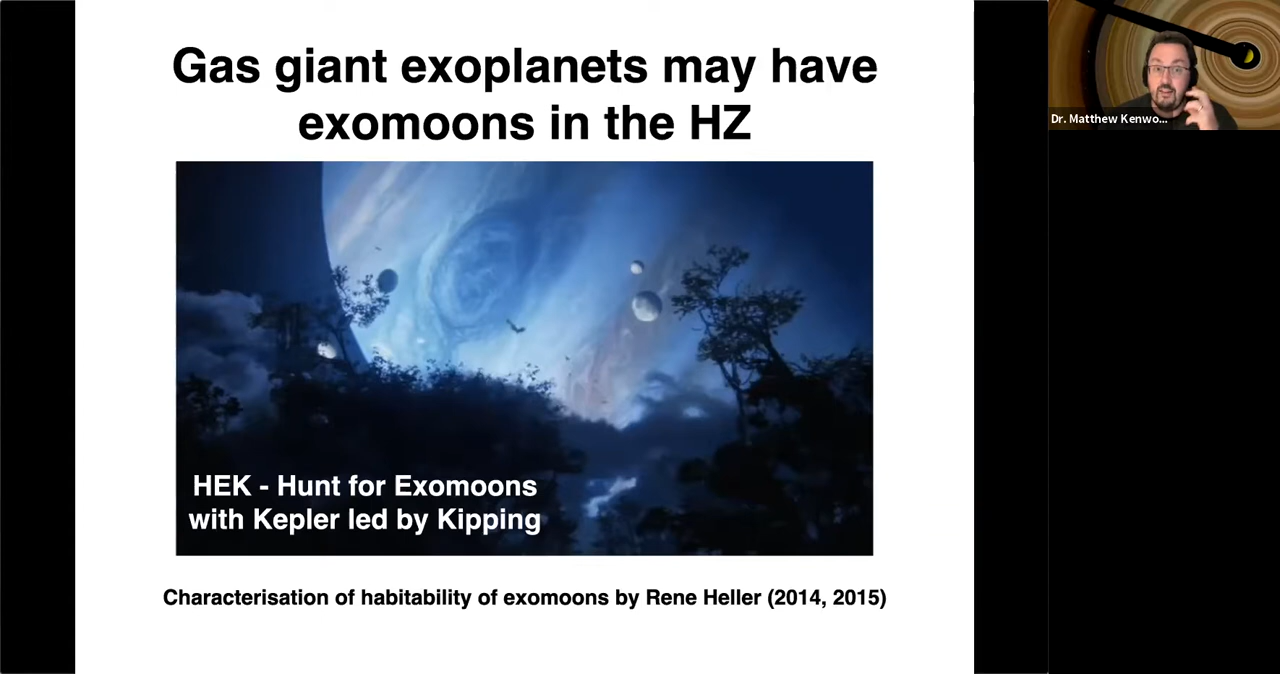 Gas giant exoplanets may have
exomoons in the HZ
HEK - Hunt for Exomoons
with Kepler led by Kipping
Characterisation of habitability of exomoons by Rene Heller (2014, 2015)
Dr. Matthew Kenwo...